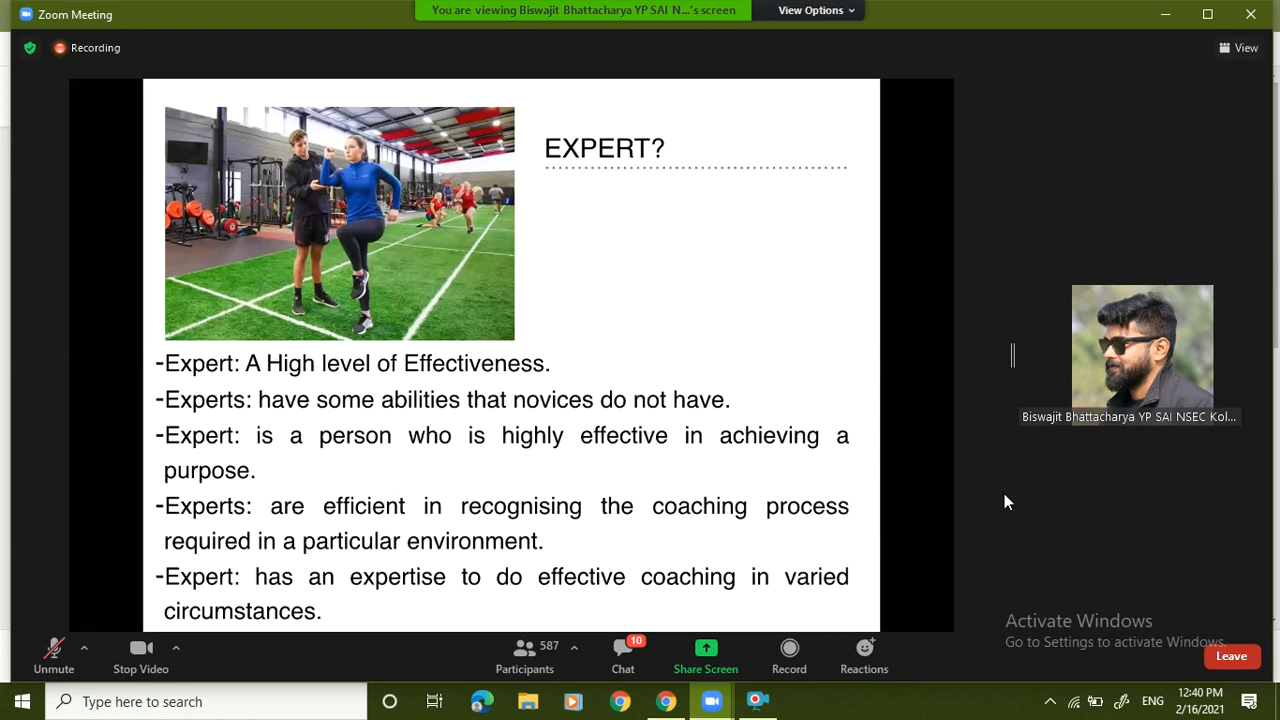 Zoom Meeting
You are viewing Biswajit Bhattacharya YP SAI N...'s screen
View Options
Recording
View
EXPERT?
-Expert: A High level of Effectiveness.
-Experts: have some abilities that novices do not have.
-Expert: is a person who is highly effective in achieving a
purpose.
-Experts: are efficient in recognising the coaching process
required in a particular environment.
-Expert: has an expertise to do effective coaching in varied
circumstances.
Biswajit Bhattacharya YP SAI NSEC Kol...
Activate Windows
Go to Settings to activate Windows.
Unmute
Stop Video
587
Participants
10
Chat
Share Screen
Record
Reactions
Leave
Type here to search
ENG
12:40 PM
2/16/2021